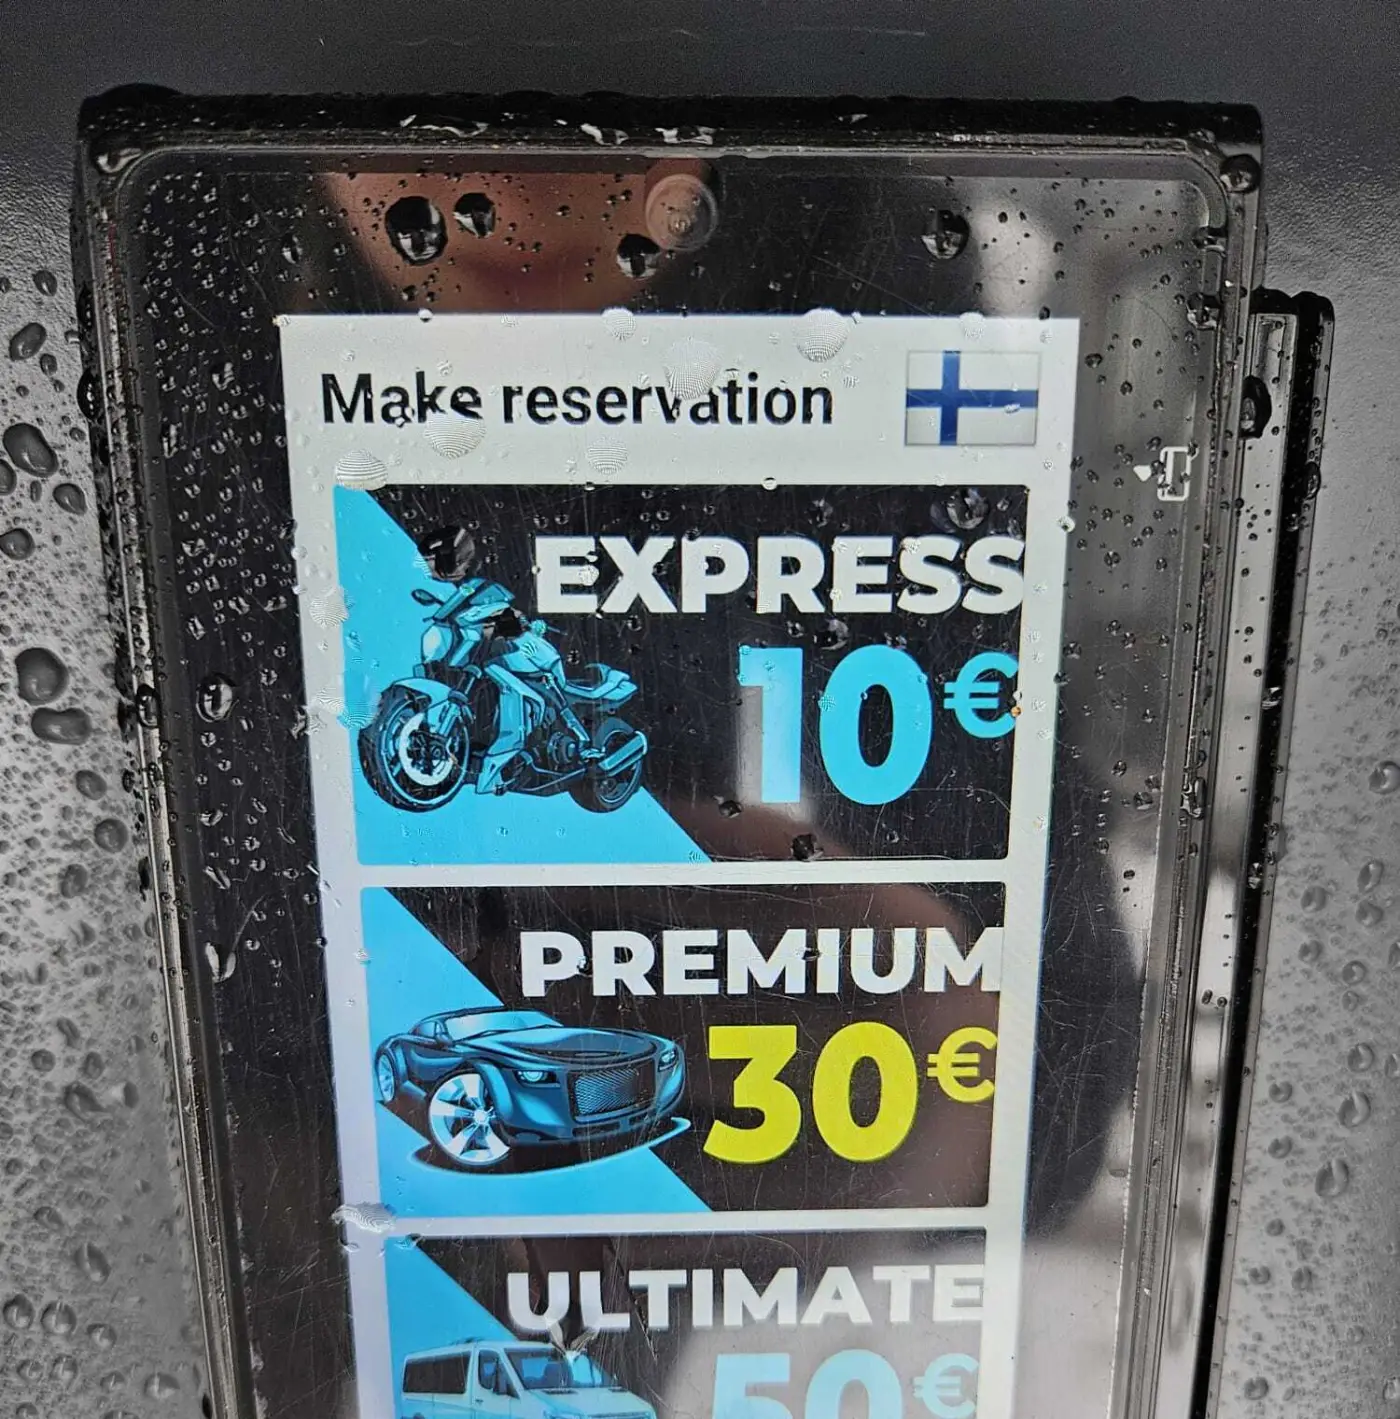 Make reservation
EXPRESS
10€
PREMIUM
30€
ULTIMATE
50€